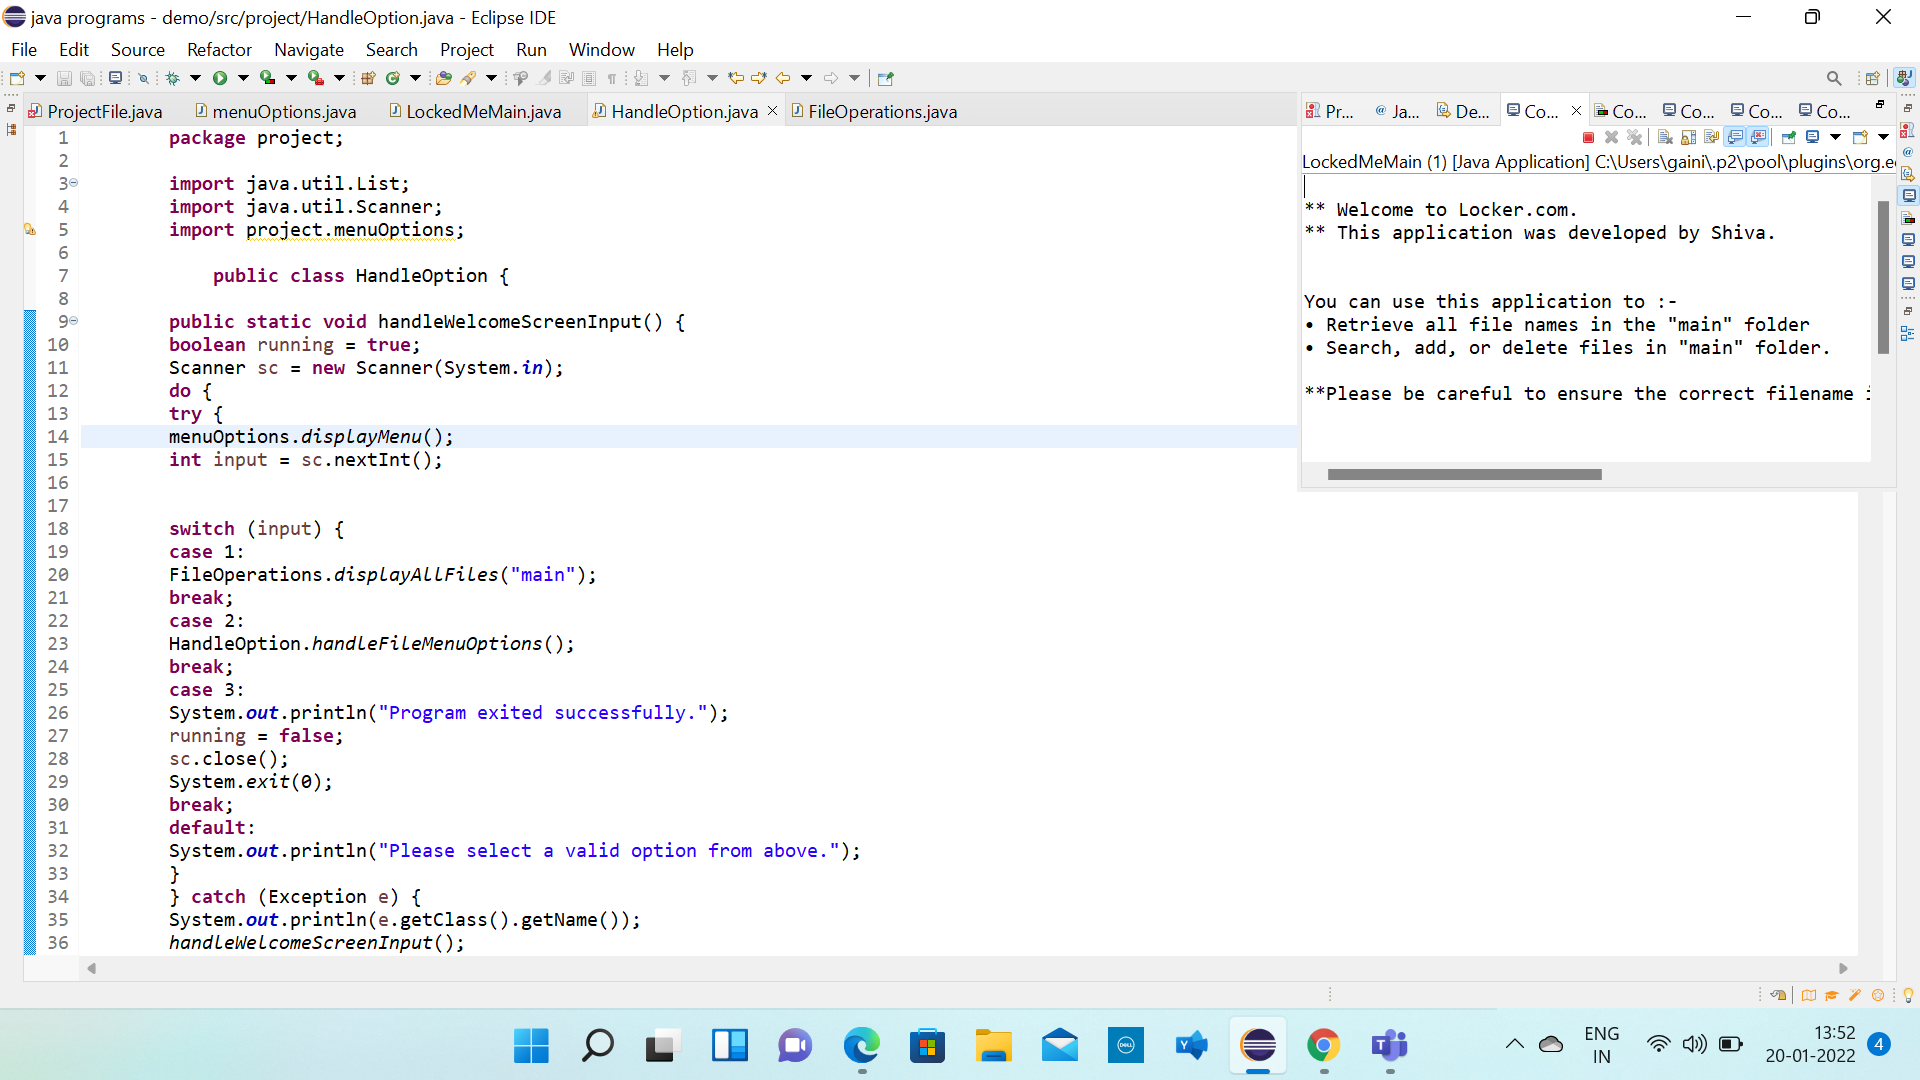 java programs - demo/src/project/HandleOption.java - Eclipse IDE
File Edit Source Refactor Navigate Search Project Run Window Help
ProjectFile.java menuOptions.java LockedMeMain.java HandleOption.java FileOperations.java
1 package project;
2
3 import java.util.List;
4 import java.util.Scanner;
5 import project.menuOptions;
6
7 public class HandleOption {
8
9 public static void handleWelcomeScreenInput() {
10 boolean running = true;
11 Scanner sc = new Scanner(System.in);
12 do {
13 try {
14 menuOptions.displayMenu();
15 int input = sc.nextInt();
16
17
18 switch (input) {
19 case 1:
20 FileOperations.displayAllFiles("main");
21 break;
22 case 2:
23 HandleOption.handleFileMenuOptions();
24 break;
25 case 3:
26 System.out.println("Program exited successfully.");
27 running = false;
28 sc.close();
29 System.exit(0);
30 break;
31 default:
32 System.out.println("Please select a valid option from above.");
33 }
34 } catch (Exception e) {
35 System.out.println(e.getClass().getName());
36 handleWelcomeScreenInput();
Pr... @ Ja... De... Co... Co... Co... Co... Co...
LockedMeMain (1) [Java Application] C:\Users\gaini\.p2\pool\plugins\org.e
** Welcome to Locker.com.
** This application was developed by Shiva.
You can use this application to :-
• Retrieve all file names in the "main" folder
• Search, add, or delete files in "main" folder.
**Please be careful to ensure the correct filename
DELL
ENG
IN
13:52
20-01-2022
4